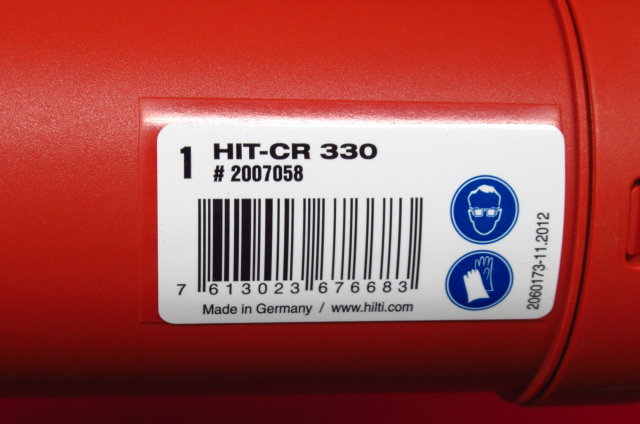 1 HIT-CR 330
# 2007058
7 613023 676683
Made in Germany / www.hilti.com
2060173-11.2012